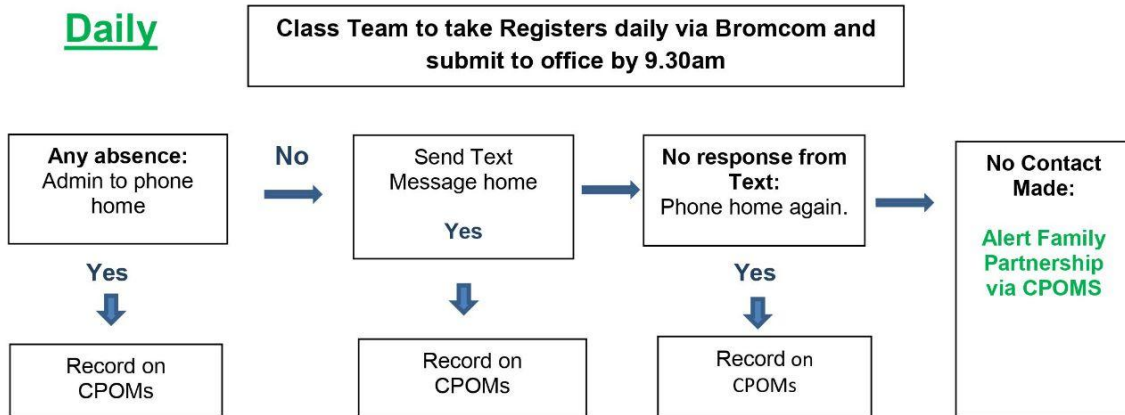 Daily
Class Team to take Registers daily via Bromcom and
submit to office by 9.30am
Any absence:
Admin to phone
home
No
Send Text
Message home
Yes
No response from
Text:
Phone home again.
No Contact
Made:
Alert Family
Partnership
via CPOMS
Yes
Yes
Record on
CPOMs
Record on
CPOMs
Record on
CPOMs